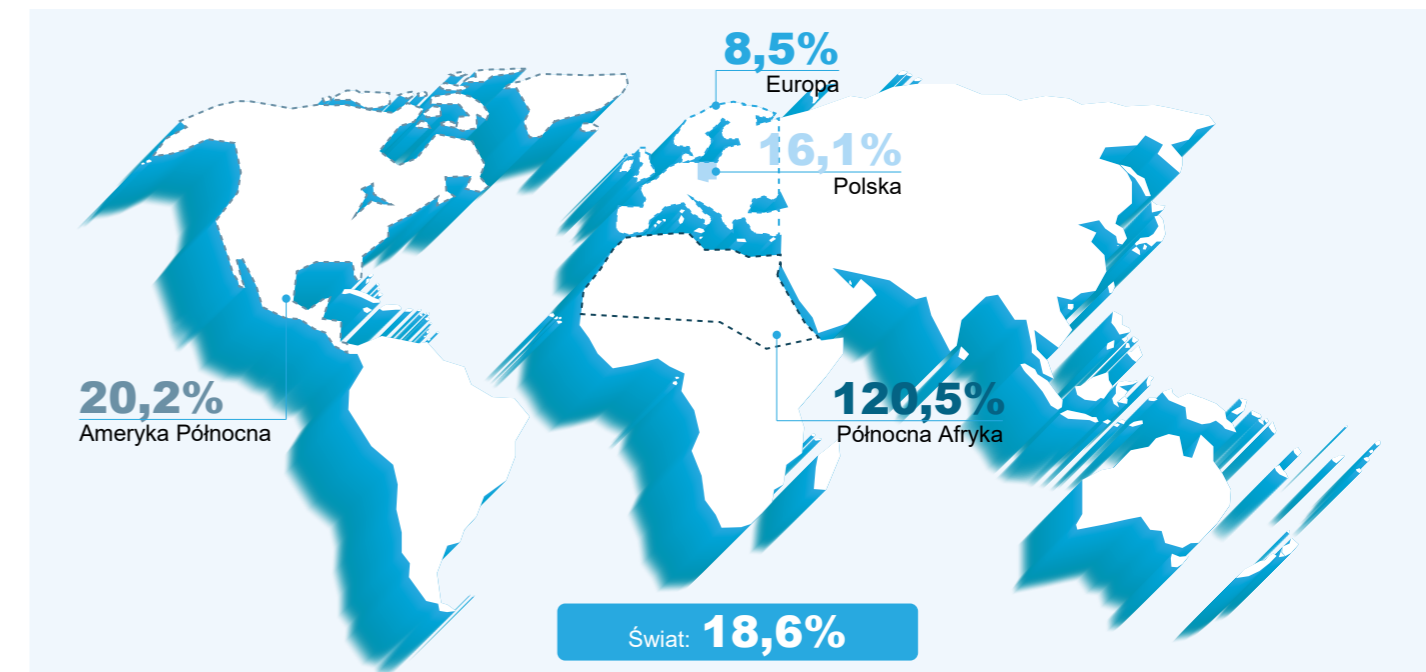 8,5%
Europa
16,1%
Polska
20,2%
Ameryka Północna
120,5%
Północna Afryka
Świat: 18,6%